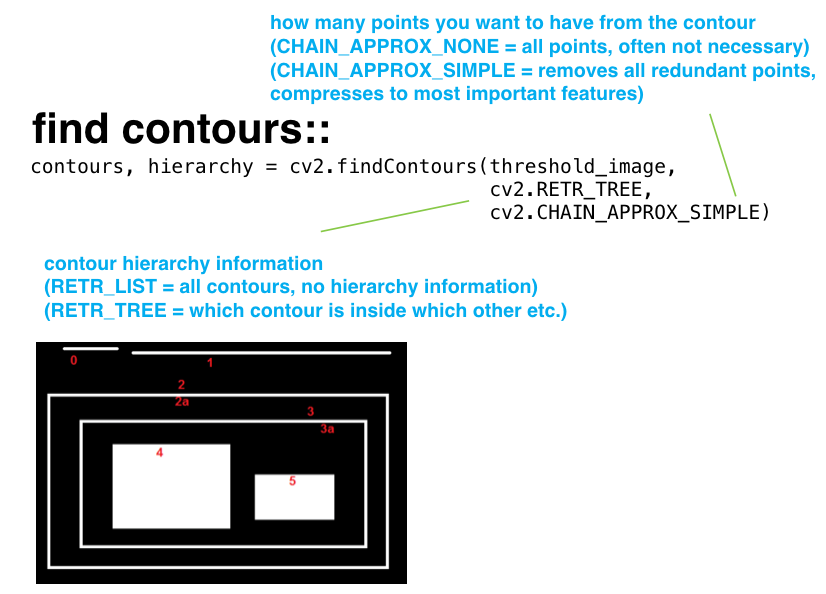 how many points you want to have from the contour
(CHAIN_APPROX_NONE = all points, often not necessary)
(CHAIN_APPROX_SIMPLE = removes all redundant points,
compresses to most important features)
find contours::
contours, hierarchy = cv2.findContours(threshold_image,
cv2.RETR_TREE,
cv2.CHAIN_APPROX_SIMPLE)
contour hierarchy information
(RETR_LIST = all contours, no hierarchy information)
(RETR_TREE = which contour is inside which other etc.)
0
1
2
2a
3
3a
4
5